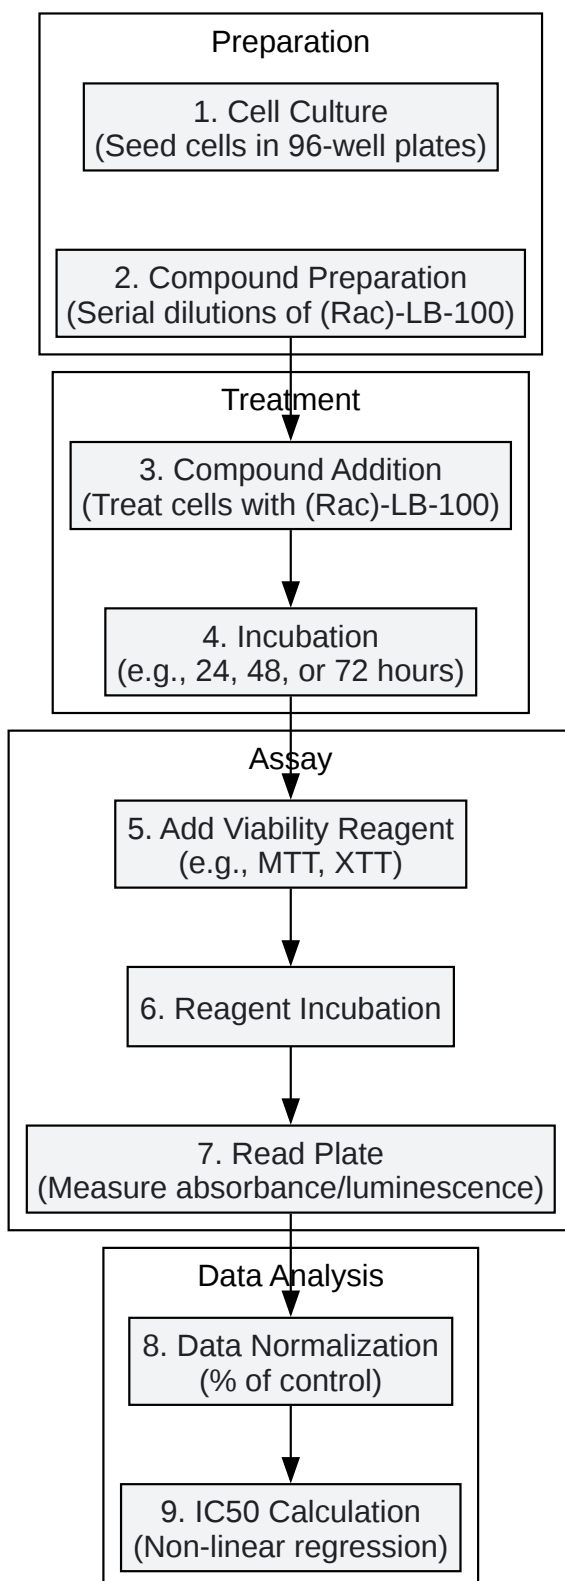 Preparation
1. Cell Culture
(Seed cells in 96-well plates)
2. Compound Preparation
(Serial dilutions of (Rac)-LB-100)
Treatment
3. Compound Addition
(Treat cells with (Rac)-LB-100)
4. Incubation
(e.g., 24, 48, or 72 hours)
Assay
5. Add Viability Reagent
(e.g., MTT, XTT)
6. Reagent Incubation
7. Read Plate
(Measure absorbance/luminescence)
Data Analysis
8. Data Normalization
(% of control)
9. IC50 Calculation
(Non-linear regression)